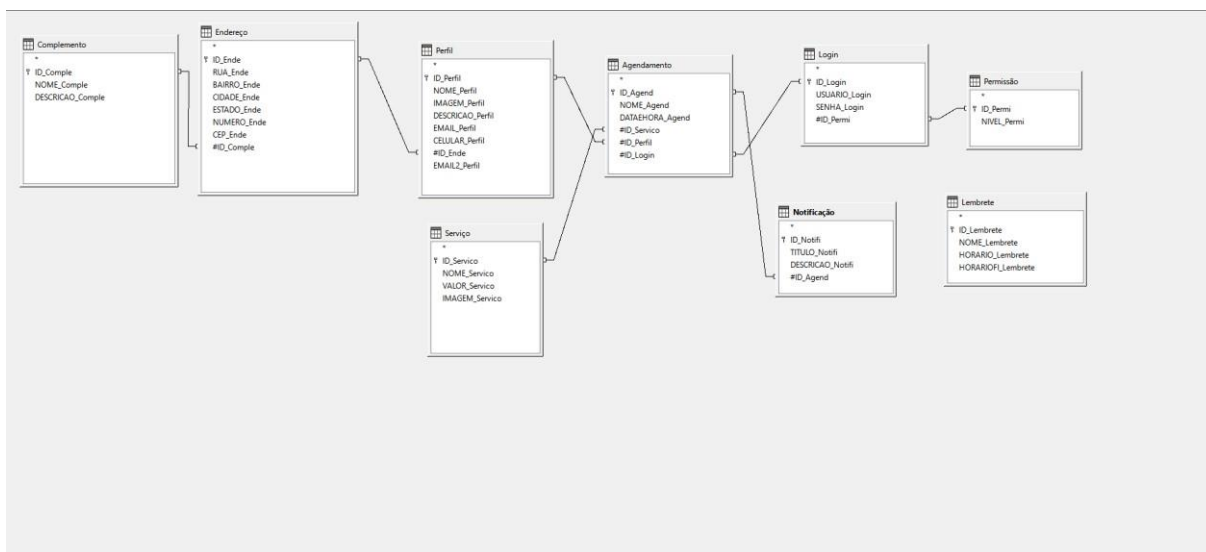 Complemento
*
ID_Comple
NOME_Comple
DESCRICAO_Comple
Endereço
*
ID_Ende
RUA_Ende
BAIRRO_Ende
CIDADE_Ende
ESTADO_Ende
NUMERO_Ende
CEP_Ende
#ID_Comple
Perfil
*
ID_Perfil
NOME_Perfil
IMAGEM_Perfil
DESCRICAO_Perfil
EMAIL_Perfil
CELULAR_Perfil
#ID_Ende
EMAIL2_Perfil
Serviço
*
ID_Servico
NOME_Servico
VALOR_Servico
IMAGEM_Servico
Agendamento
*
ID_Agend
NOME_Agend
DATAEHORA_Agend
#ID_Servico
#ID_Perfil
#ID_Login
Login
*
ID_Login
USUARIO_Login
SENHA_Login
#ID_Permi
Permissão
*
ID_Permi
NIVEL_Permi
Notificação
*
ID_Notifi
TITULO_Notifi
DESCRICAO_Notifi
#ID_Agend
Lembrete
*
ID_Lembrete
NOME_Lembrete
HORARIO_Lembrete
HORARIOFI_Lembrete